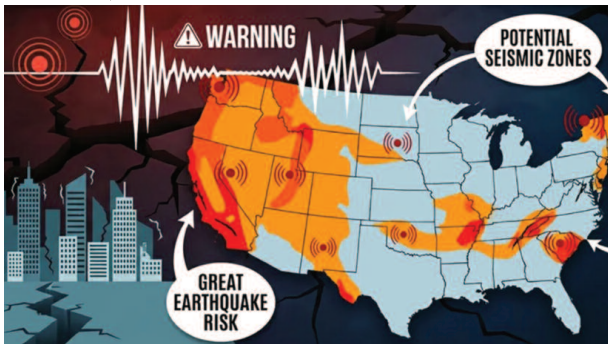 WARNING
POTENTIAL
SEISMIC ZONES
GREAT
EARTHQUAKE
RISK